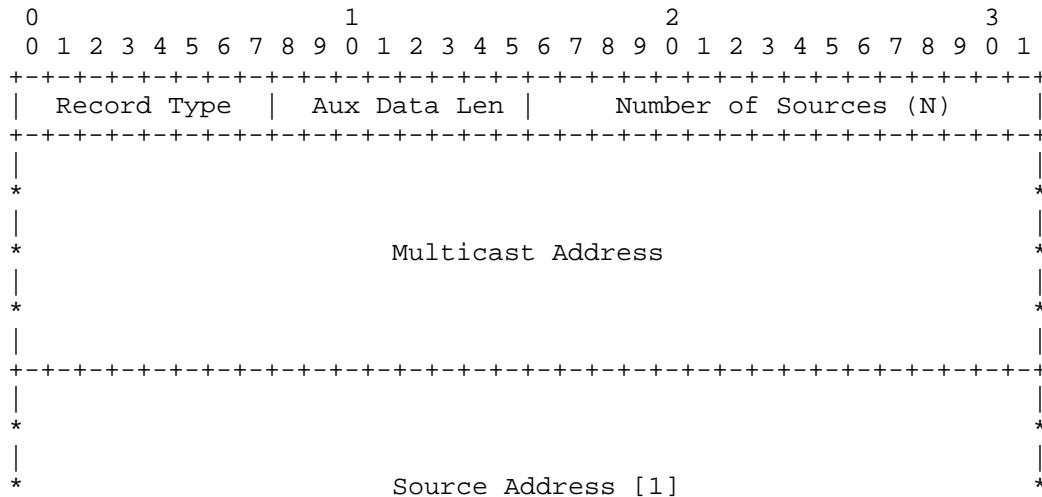 0                   1                   2                   3
 0 1 2 3 4 5 6 7 8 9 0 1 2 3 4 5 6 7 8 9 0 1 2 3 4 5 6 7 8 9 0 1
+-+-+-+-+-+-+-+-+-+-+-+-+-+-+-+-+-+-+-+-+-+-+-+-+-+-+-+-+-+-+-+-+
|  Record Type  |  Aux Data Len |     Number of Sources (N)     |
+-+-+-+-+-+-+-+-+-+-+-+-+-+-+-+-+-+-+-+-+-+-+-+-+-+-+-+-+-+-+-+-+
|                                                               |
*                                                               *
|                                                               |
*                       Multicast Address                       *
|                                                               |
*                                                               *
|                                                               |
+-+-+-+-+-+-+-+-+-+-+-+-+-+-+-+-+-+-+-+-+-+-+-+-+-+-+-+-+-+-+-+-+
|                                                               |
*                                                               *
|                                                               |
*                       Source Address [1]                      *